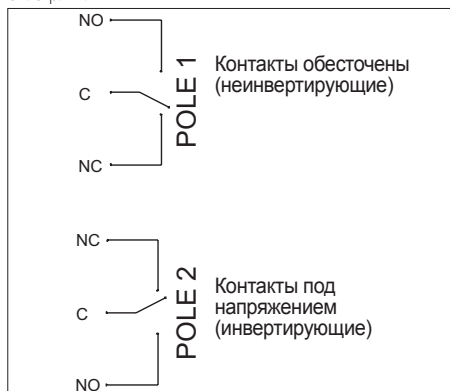 NO
C
NC
POLE 1
Контакты обесточены
(неинвертирующие)
NC
C
NO
POLE 2
Контакты под
напряжением
(инвертирующие)